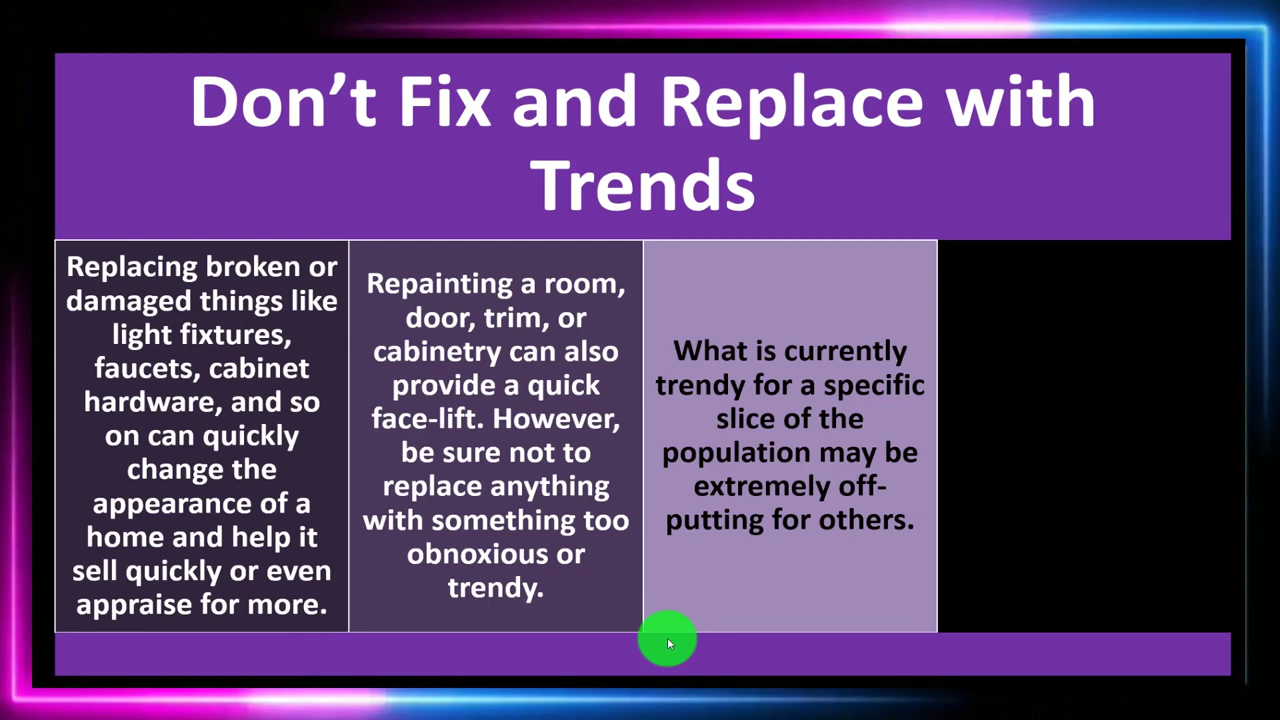 Don’t Fix and Replace with
Trends
Replacing broken or
damaged things like
light fixtures,
faucets, cabinet
hardware, and so
on can quickly
change the
appearance of a
home and help it
sell quickly or even
appraise for more.
Repainting a room,
door, trim, or
cabinetry can also
provide a quick
face-lift. However,
be sure not to
replace anything
with something too
obnoxious or
trendy.
What is currently
trendy for a specific
slice of the
population may be
extremely off-
putting for others.